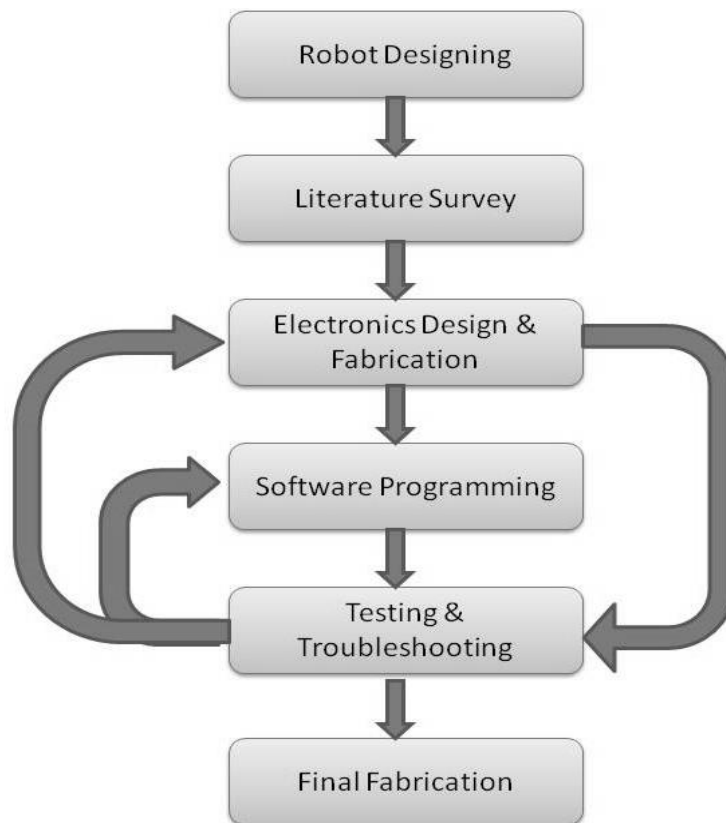 Robot Designing
Literature Survey
Electronics Design &
Fabrication
Software Programming
Testing &
Troubleshooting
Final Fabrication